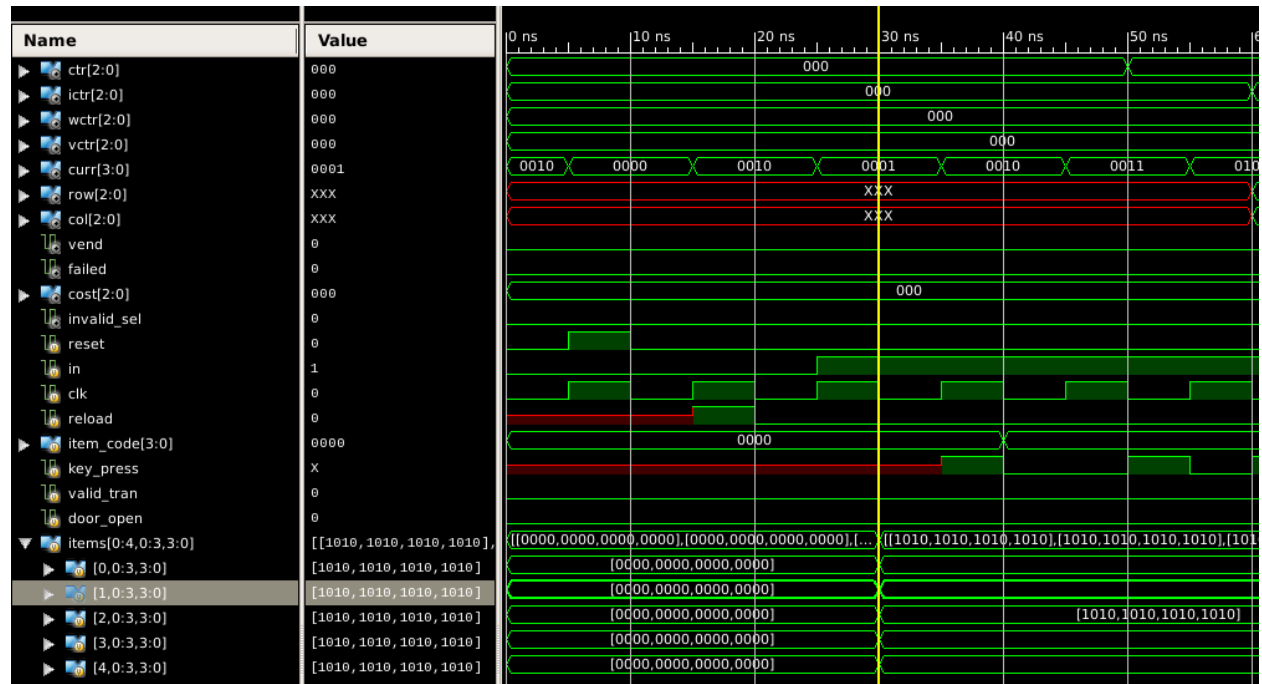 Name Value 0 ns 10 ns 20 ns 30 ns 40 ns 50 ns 6
ctr[2:0] 000 000
ictr[2:0] 000 000
wctr[2:0] 000 000
vctr[2:0] 000 000
curr[3:0] 0001 0010 0000 0010 0001 0010 0011 010
row[2:0] XXX XXX
col[2:0] XXX XXX
vend 0
failed 0
cost[2:0] 000 000
invalid_sel 0
reset 0
in 1
clk 0
reload 0
item_code[3:0] 0000 0000
key_press X
valid_tran 0
door_open 0
items[0:4,0:3,3:0] [[1010,1010,1010,1010], [[0000,0000,0000,0000],[0000,0000,0000,0000],[... [[1010,1010,1010,1010],[1010,1010,1010,1010],[101
[0,0:3,3:0] [1010,1010,1010,1010] [0000,0000,0000,0000]
[1,0:3,3:0] [1010,1010,1010,1010] [0000,0000,0000,0000]
[2,0:3,3:0] [1010,1010,1010,1010] [0000,0000,0000,0000] [1010,1010,1010,1010]
[3,0:3,3:0] [1010,1010,1010,1010] [0000,0000,0000,0000]
[4,0:3,3:0] [1010,1010,1010,1010] [0000,0000,0000,0000]